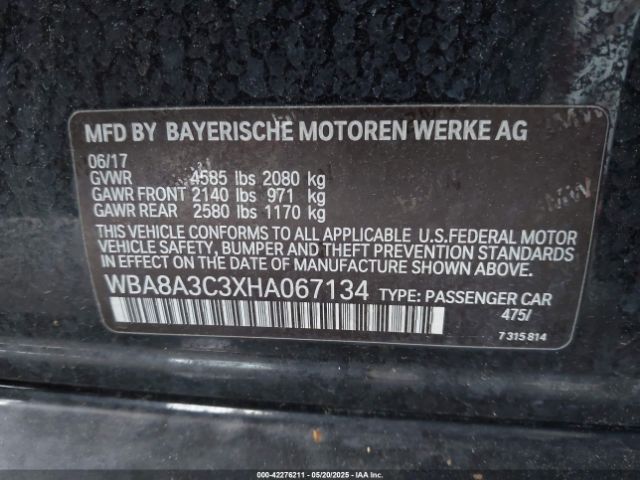 MFD BY BAYERISCHE MOTOREN WERKE AG
06/17
GVWR 4585 lbs 2080 kg
GAWR FRONT 2140 lbs 971 kg
GAWR REAR 2580 lbs 1170 kg
THIS VEHICLE CONFORMS TO ALL APPLICABLE U.S.FEDERAL MOTOR
VEHICLE SAFETY, BUMPER AND THEFT PREVENTION STANDARDS
IN EFFECT ON THE DATE OF MANUFACTURE SHOWN ABOVE
WBA8A3C3XHA067134 TYPE: PASSENGER CAR
475/
7 315 814
000-42276211 - 05/20/2025 - IAAI.COM